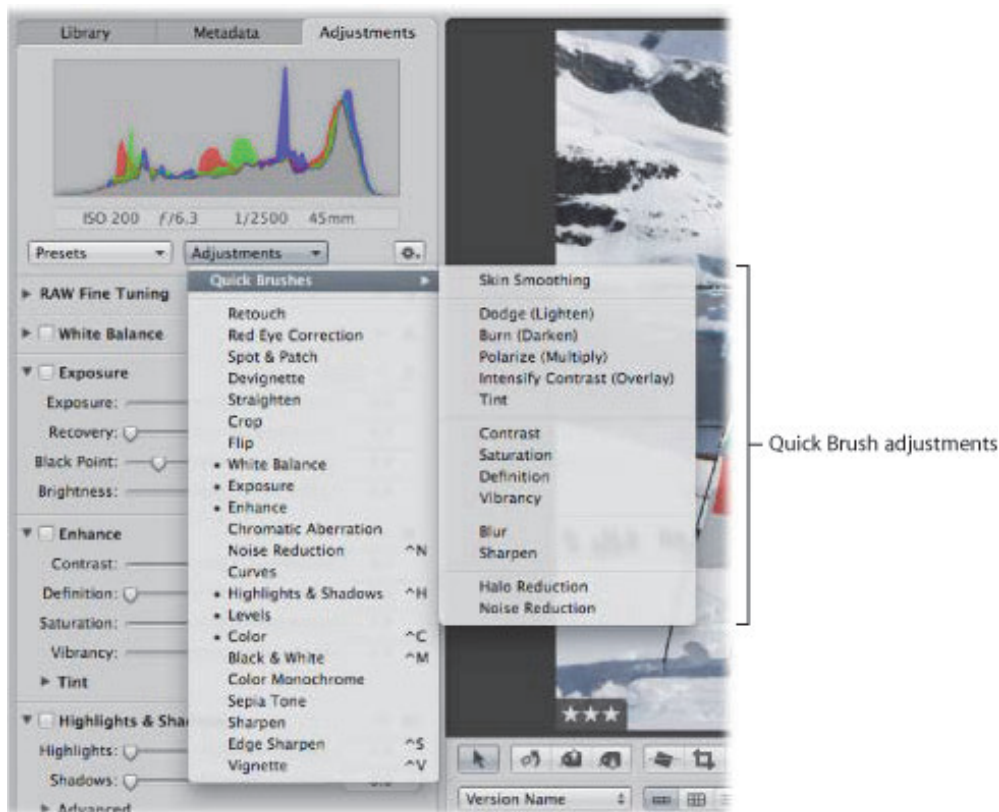 Library Metadata Adjustments
ISO 200 ƒ/6.3 1/2500 45mm
Presets Adjustments
RAW Fine Tuning
White Balance
Exposure
Exposure:
Recovery:
Black Point:
Brightness:
Enhance
Contrast:
Definition:
Saturation:
Vibrancy:
Tint
Highlights & Sha
Highlights:
Shadows:
Advanced
Quick Brushes
Retouch
Red Eye Correction
Spot & Patch
Devignette
Straighten
Crop
Flip
• White Balance
• Exposure
• Enhance
Chromatic Aberration
Noise Reduction ^N
Curves
• Highlights & Shadows ^H
• Levels
• Color ^C
Black & White ^M
Color Monochrome
Sepia Tone
Sharpen
Edge Sharpen ^S
Vignette ^V
Skin Smoothing
Dodge (Lighten)
Burn (Darken)
Polarize (Multiply)
Intensify Contrast (Overlay)
Tint
Contrast
Saturation
Definition
Vibrancy
Blur
Sharpen
Halo Reduction
Noise Reduction
Quick Brush adjustments
Version Name